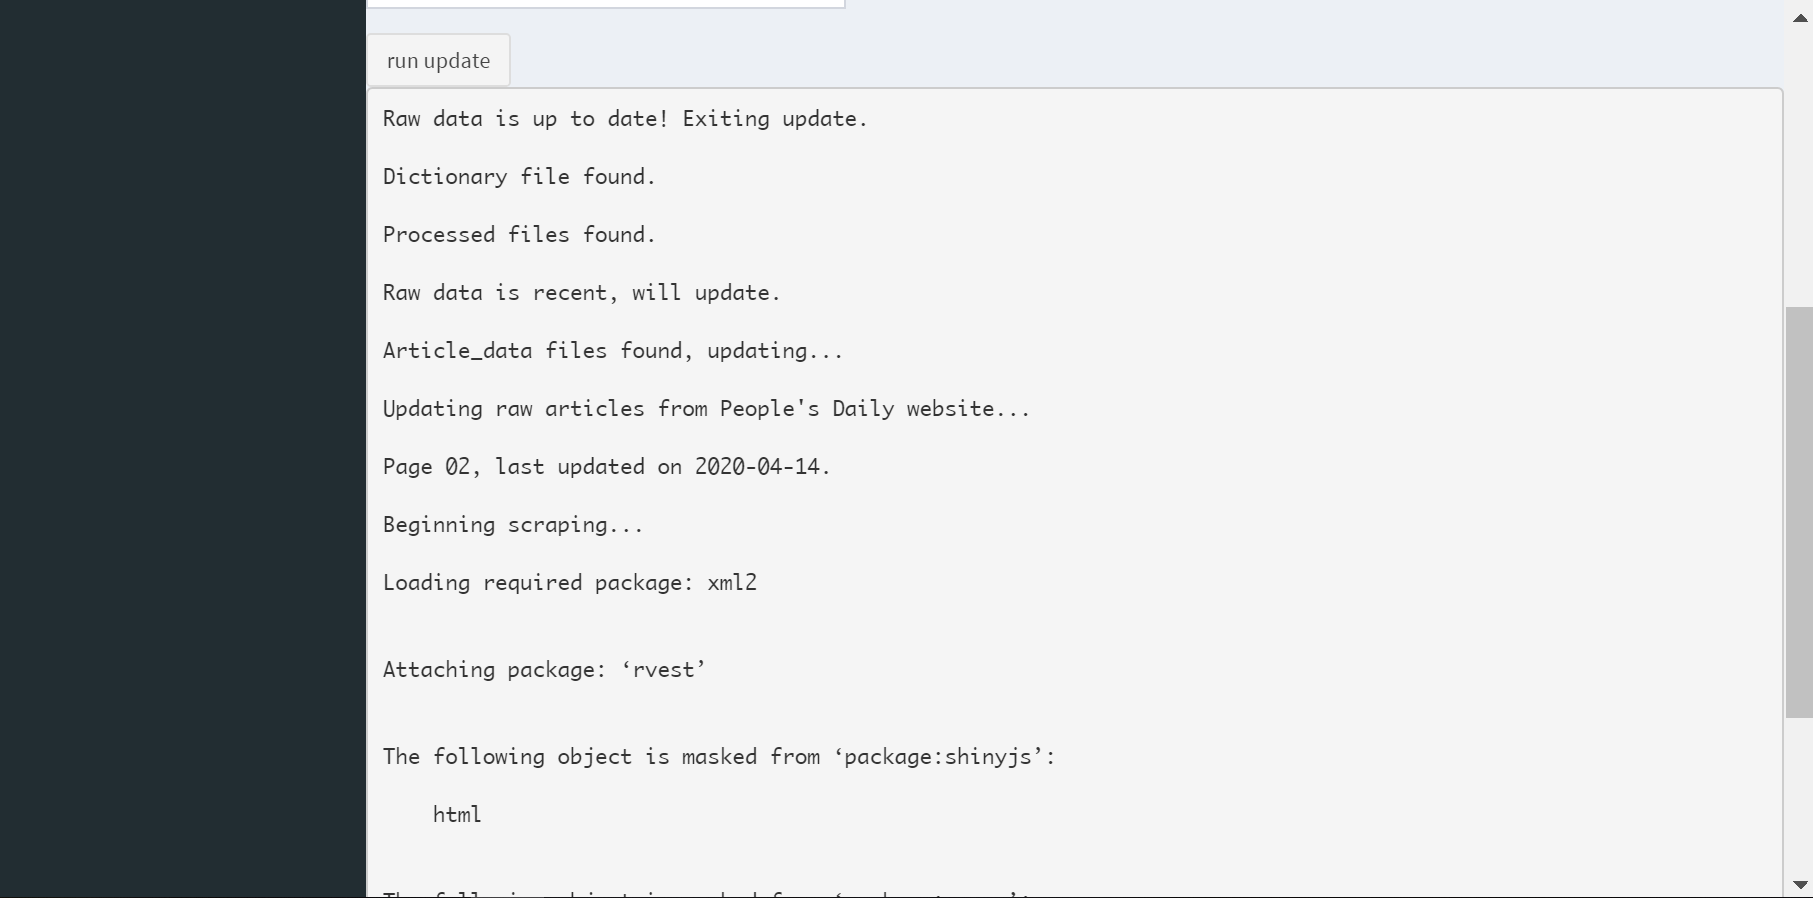 run update
Raw data is up to date! Exiting update.
Dictionary file found.
Processed files found.
Raw data is recent, will update.
Article_data files found, updating...
Updating raw articles from People's Daily website...
Page 02, last updated on 2020-04-14.
Beginning scraping...
Loading required package: xml2
Attaching package: ‘rvest’
The following object is masked from ‘package:shinyjs’:
html